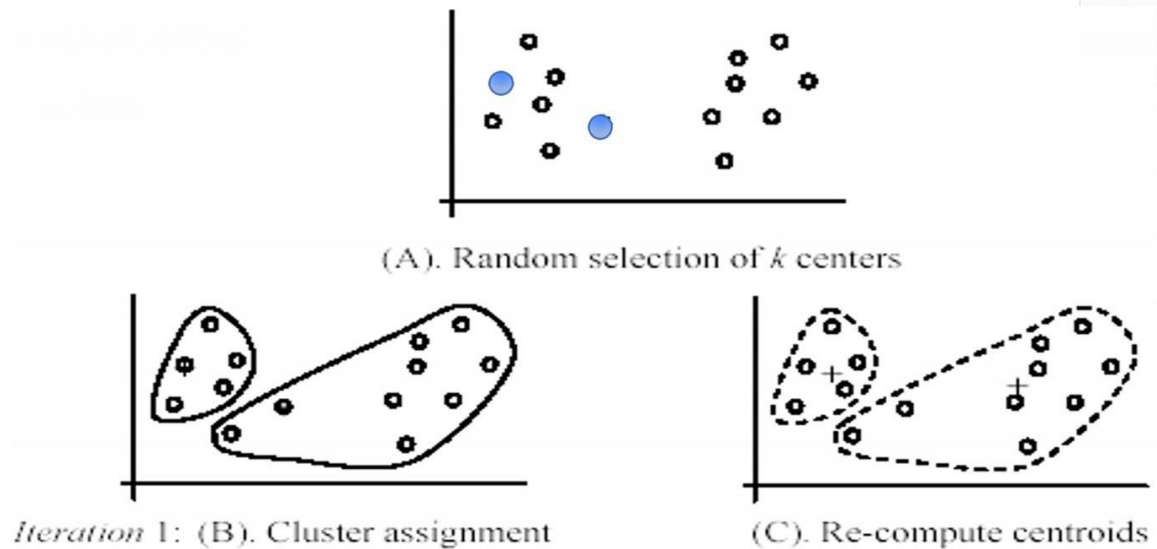 (A). Random selection of k centers
Iteration 1: (B). Cluster assignment
(C). Re-compute centroids